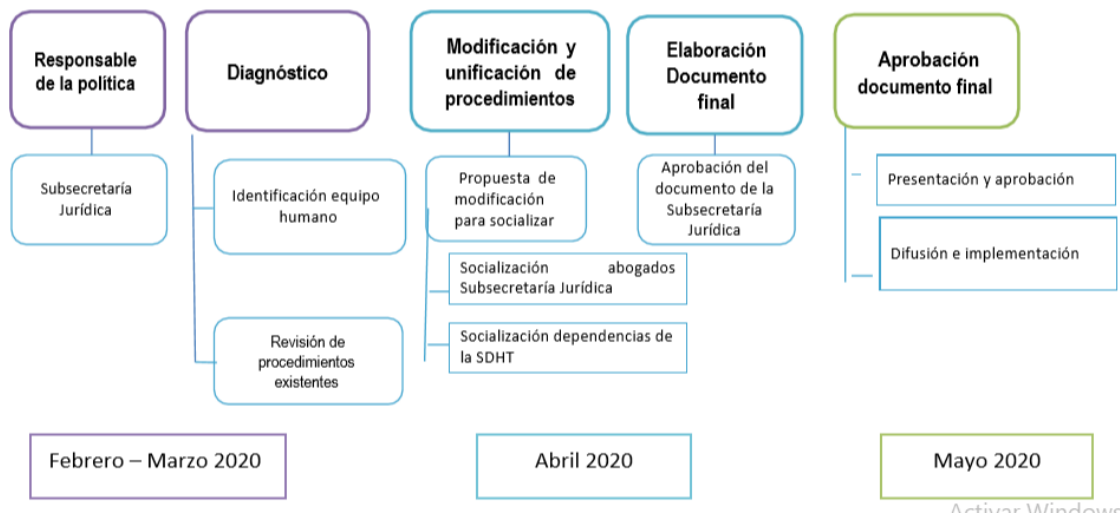 Responsable
de la política
Diagnóstico
Modificación y
unificación de
procedimientos
Elaboración
Documento
final
Aprobación
documento final
Subsecretaría
Jurídica
Identificación equipo
humano
Revisión de
procedimientos
existentes
Propuesta de
modificación
para socializar
Socialización abogados
Subsecretaría Jurídica
Socialización dependencias de
la SDHT
Aprobación del
documento de la
Subsecretaría
Jurídica
Presentación y aprobación
Difusión e implementación
Febrero – Marzo 2020
Abril 2020
Mayo 2020
Activar Windows